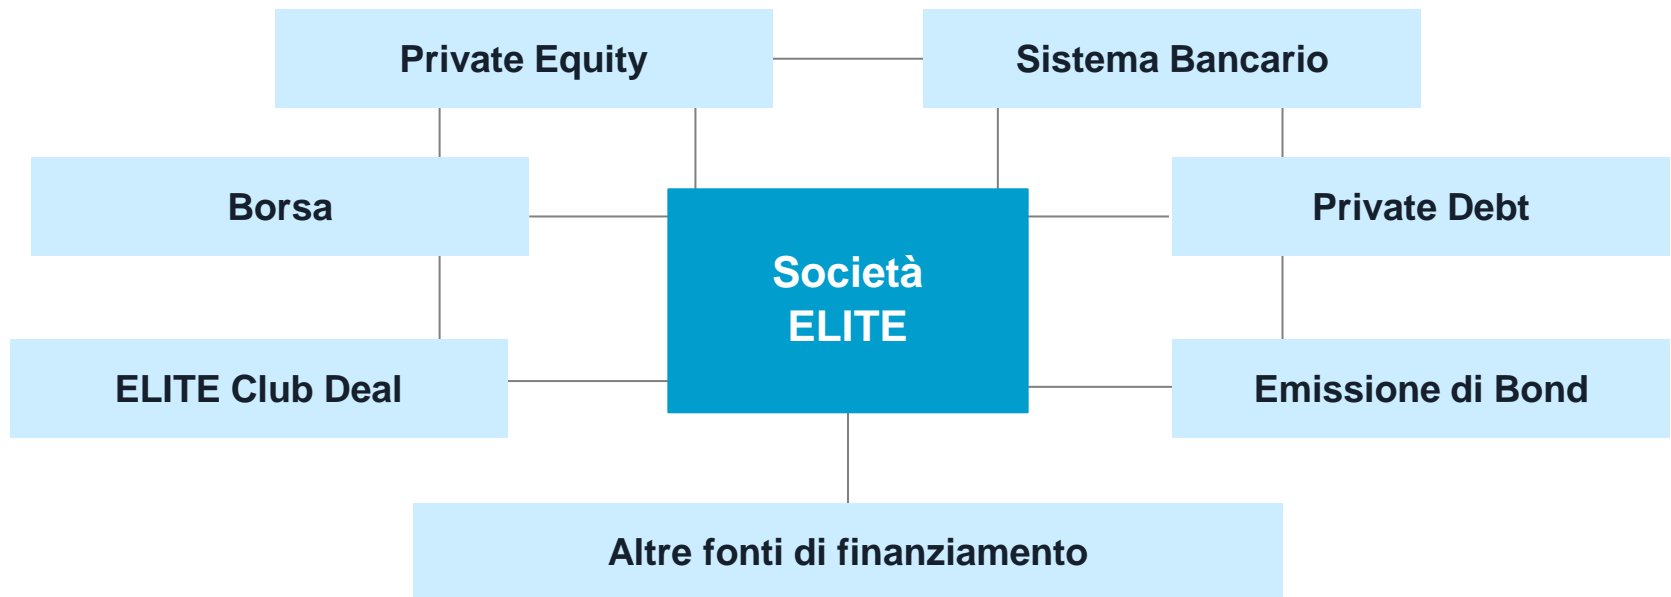 Private Equity
Sistema Bancario
Borsa
Private Debt
Società
ELITE
ELITE Club Deal
Emissione di Bond
Altre fonti di finanziamento